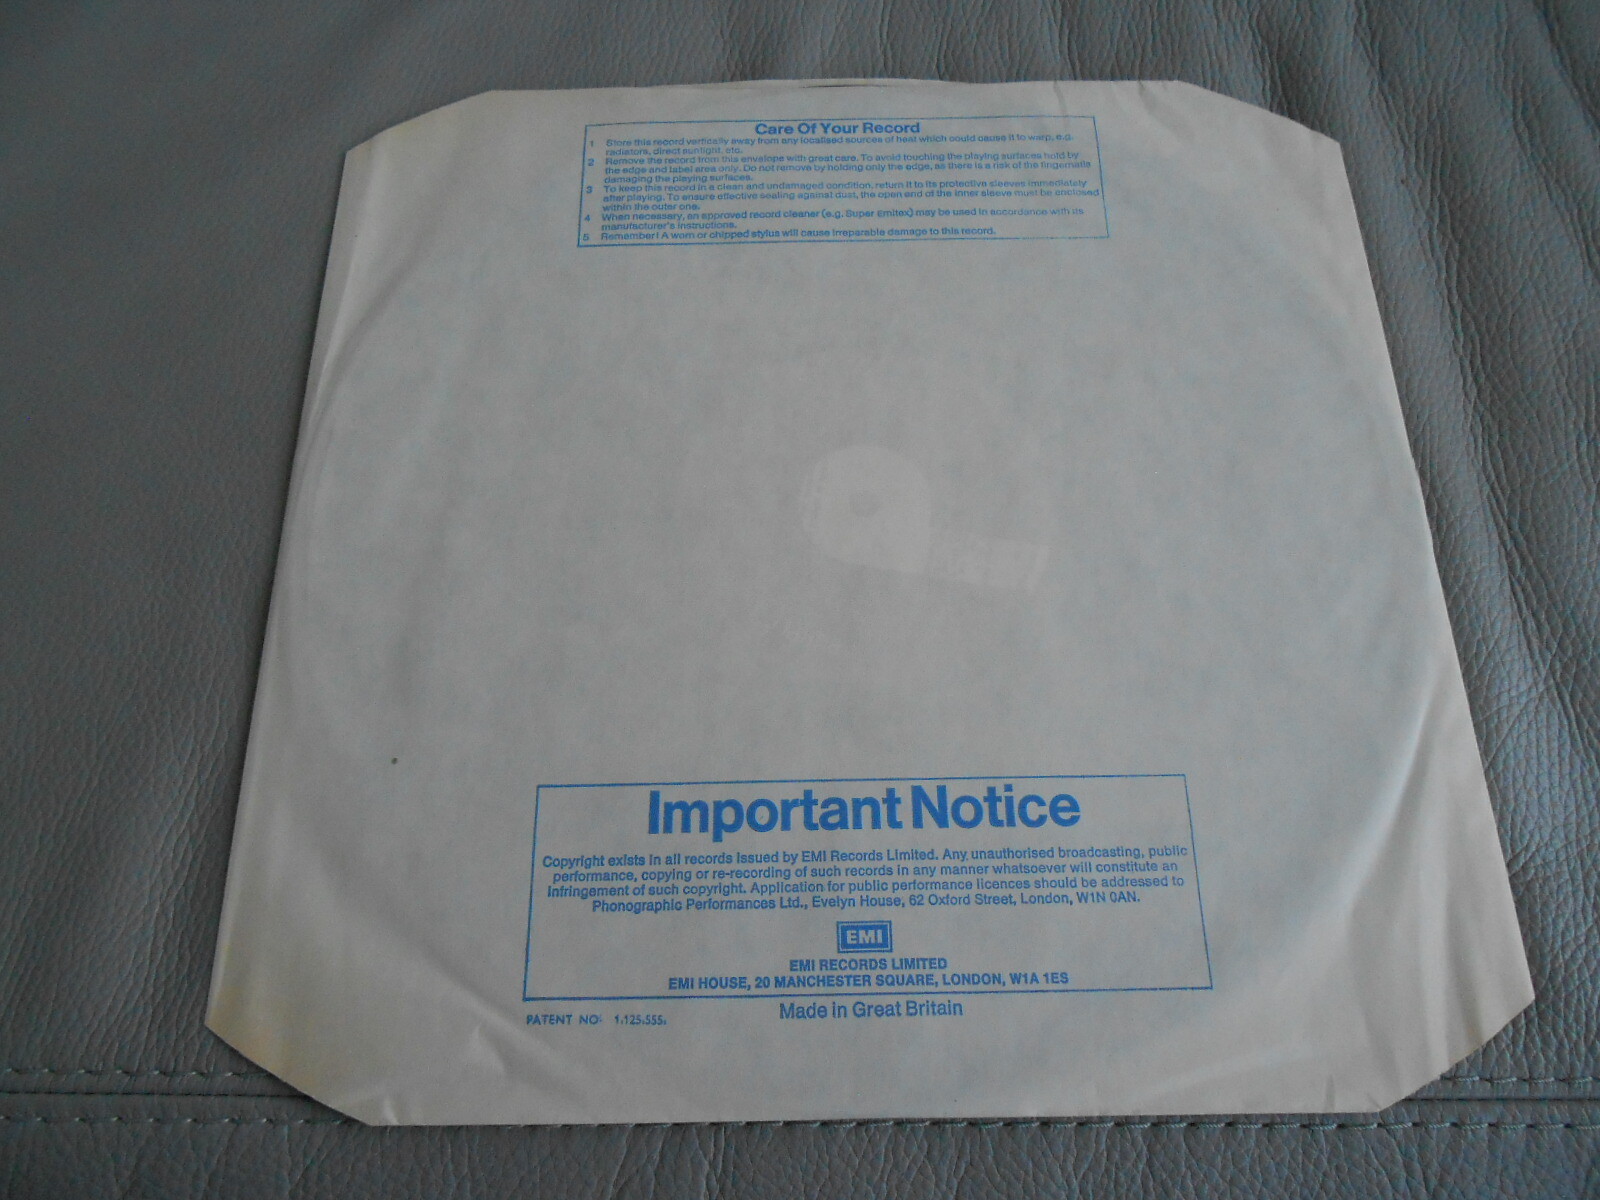 Care Of Your Record
1 Store this record vertically away from any localised sources of heat which could cause it to warp, e.g.
radiators, direct sunlight, etc.
2 Remove the record from this envelope with great care. To avoid touching the playing surfaces hold by
the edge and label area only. Do not remove by holding only the edge, as there is a risk of the fingernails
damaging the playing surfaces.
3 To keep this record in a clean and undamaged condition, return it to its protective sleeves immediately
after playing. To ensure effective sealing against dust, the open end of the inner sleeve must be enclosed
within the outer one.
4 When necessary, an approved record cleaner (e.g. Super Emitex) may be used in accordance with its
manufacturer's instructions.
5 Remember! A worn or chipped stylus will cause irreparable damage to this record.
Important Notice
Copyright exists in all records issued by EMI Records Limited. Any unauthorised broadcasting, public
performance, copying or re-recording of such records in any manner whatsoever will constitute an
infringement of such copyright. Application for public performance licences should be addressed to
Phonographic Performances Ltd., Evelyn House, 62 Oxford Street, London, W1N 0AN.
EMI
EMI RECORDS LIMITED
EMI HOUSE, 20 MANCHESTER SQUARE, LONDON, W1A 1ES
Made in Great Britain
PATENT NO: 1,125,555.